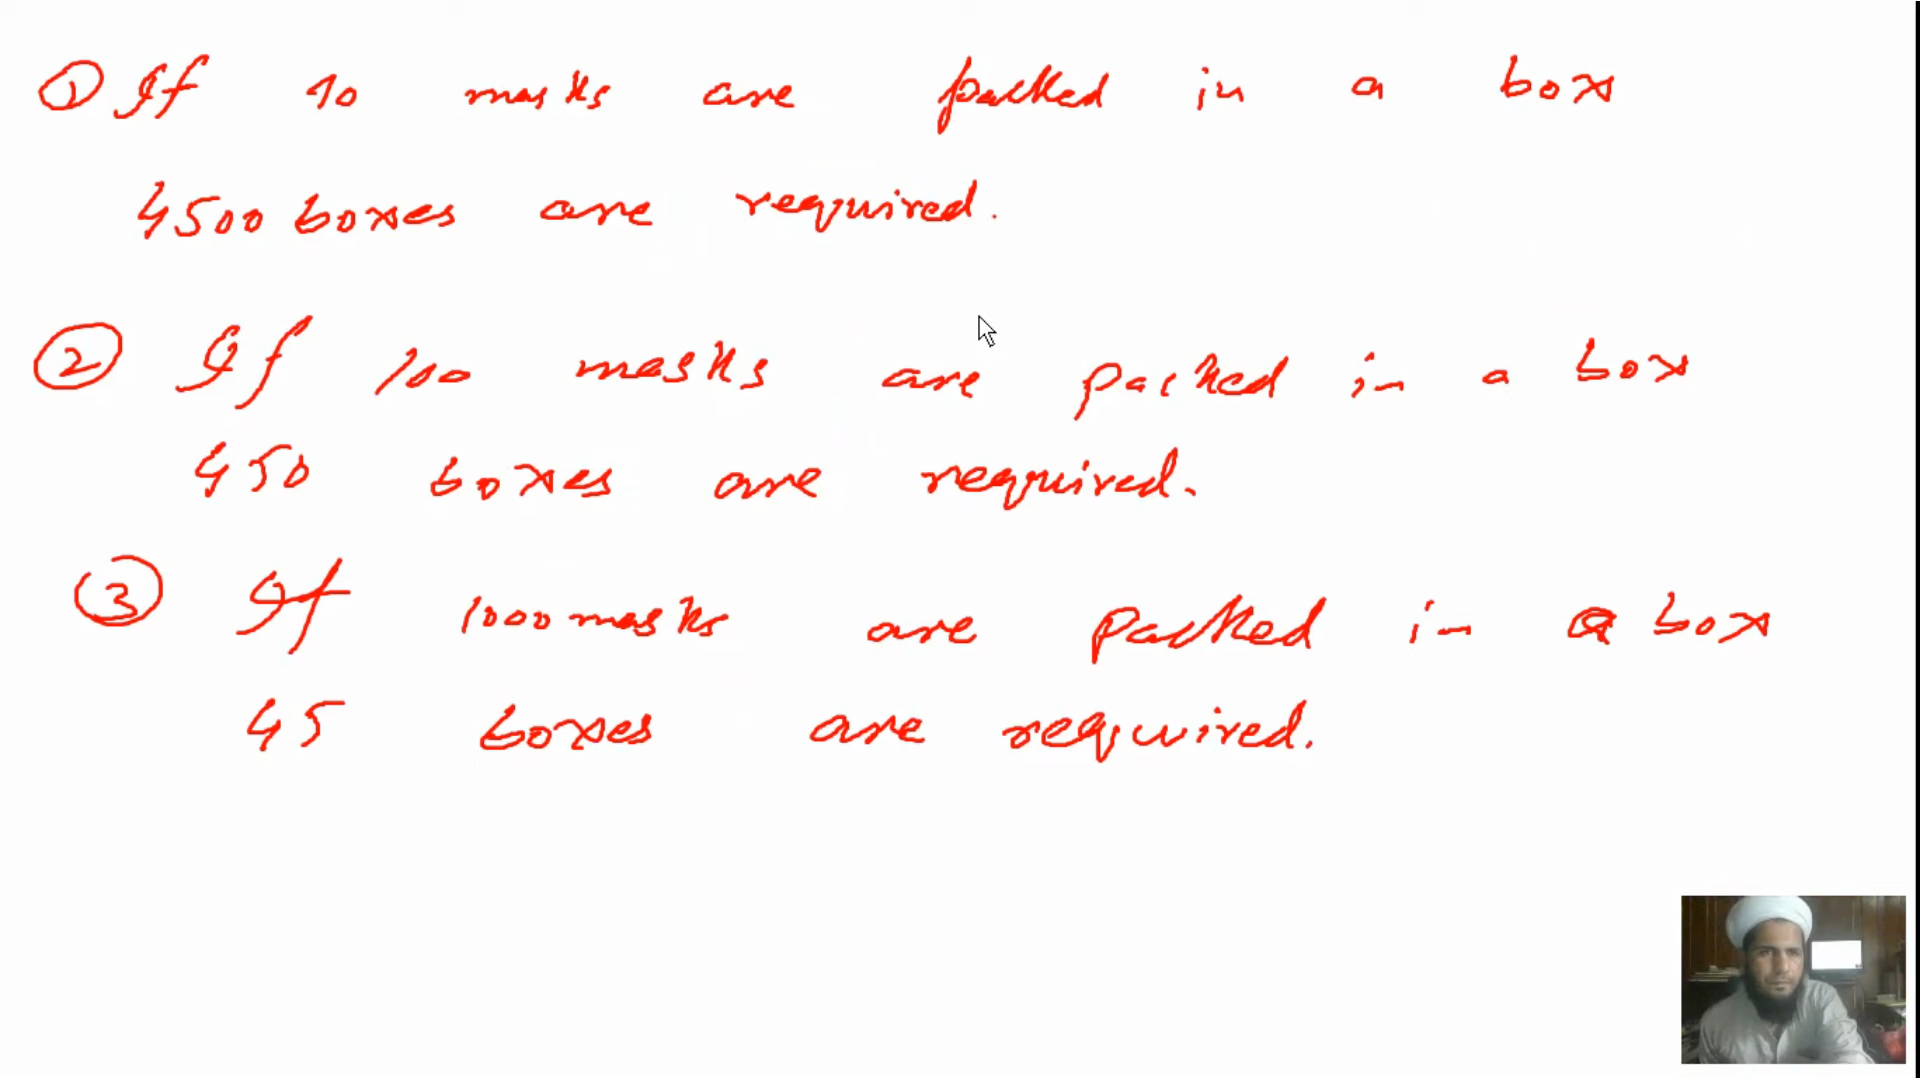 ① If 10 masks are packed in a box
4500 boxes are required.
② If 100 masks are packed in a box
450 boxes are required.
③ If 1000 masks are packed in a box
45 boxes are required.